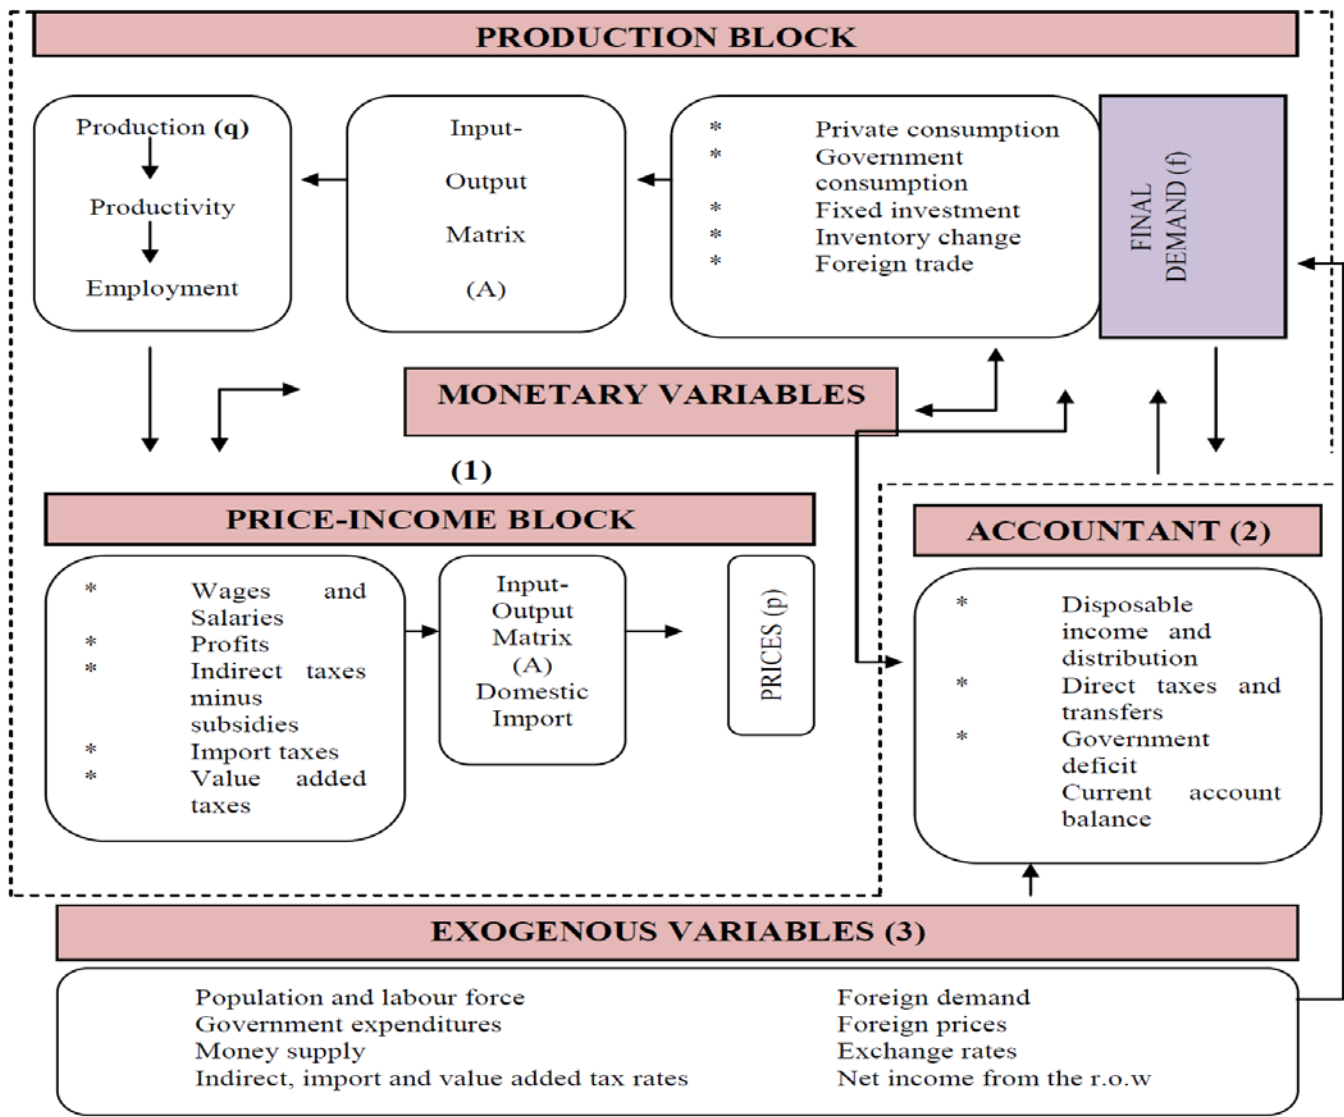 PRODUCTION BLOCK
Production (q)
Productivity
Employment
Input-
Output
Matrix
(A)
* Private consumption
* Government
consumption
* Fixed investment
* Inventory change
* Foreign trade
FINAL
DEMAND (f)
MONETARY VARIABLES
(1)
PRICE-INCOME BLOCK
* Wages and
Salaries
* Profits
* Indirect taxes
minus
subsidies
* Import taxes
* Value added
taxes
Input-
Output
Matrix
(A)
Domestic
Import
PRICES (p)
ACCOUNTANT (2)
* Disposable
income and
distribution
* Direct taxes and
transfers
* Government
deficit
Current account
balance
EXOGENOUS VARIABLES (3)
Population and labour force
Government expenditures
Money supply
Indirect, import and value added tax rates
Foreign demand
Foreign prices
Exchange rates
Net income from the r.o.w